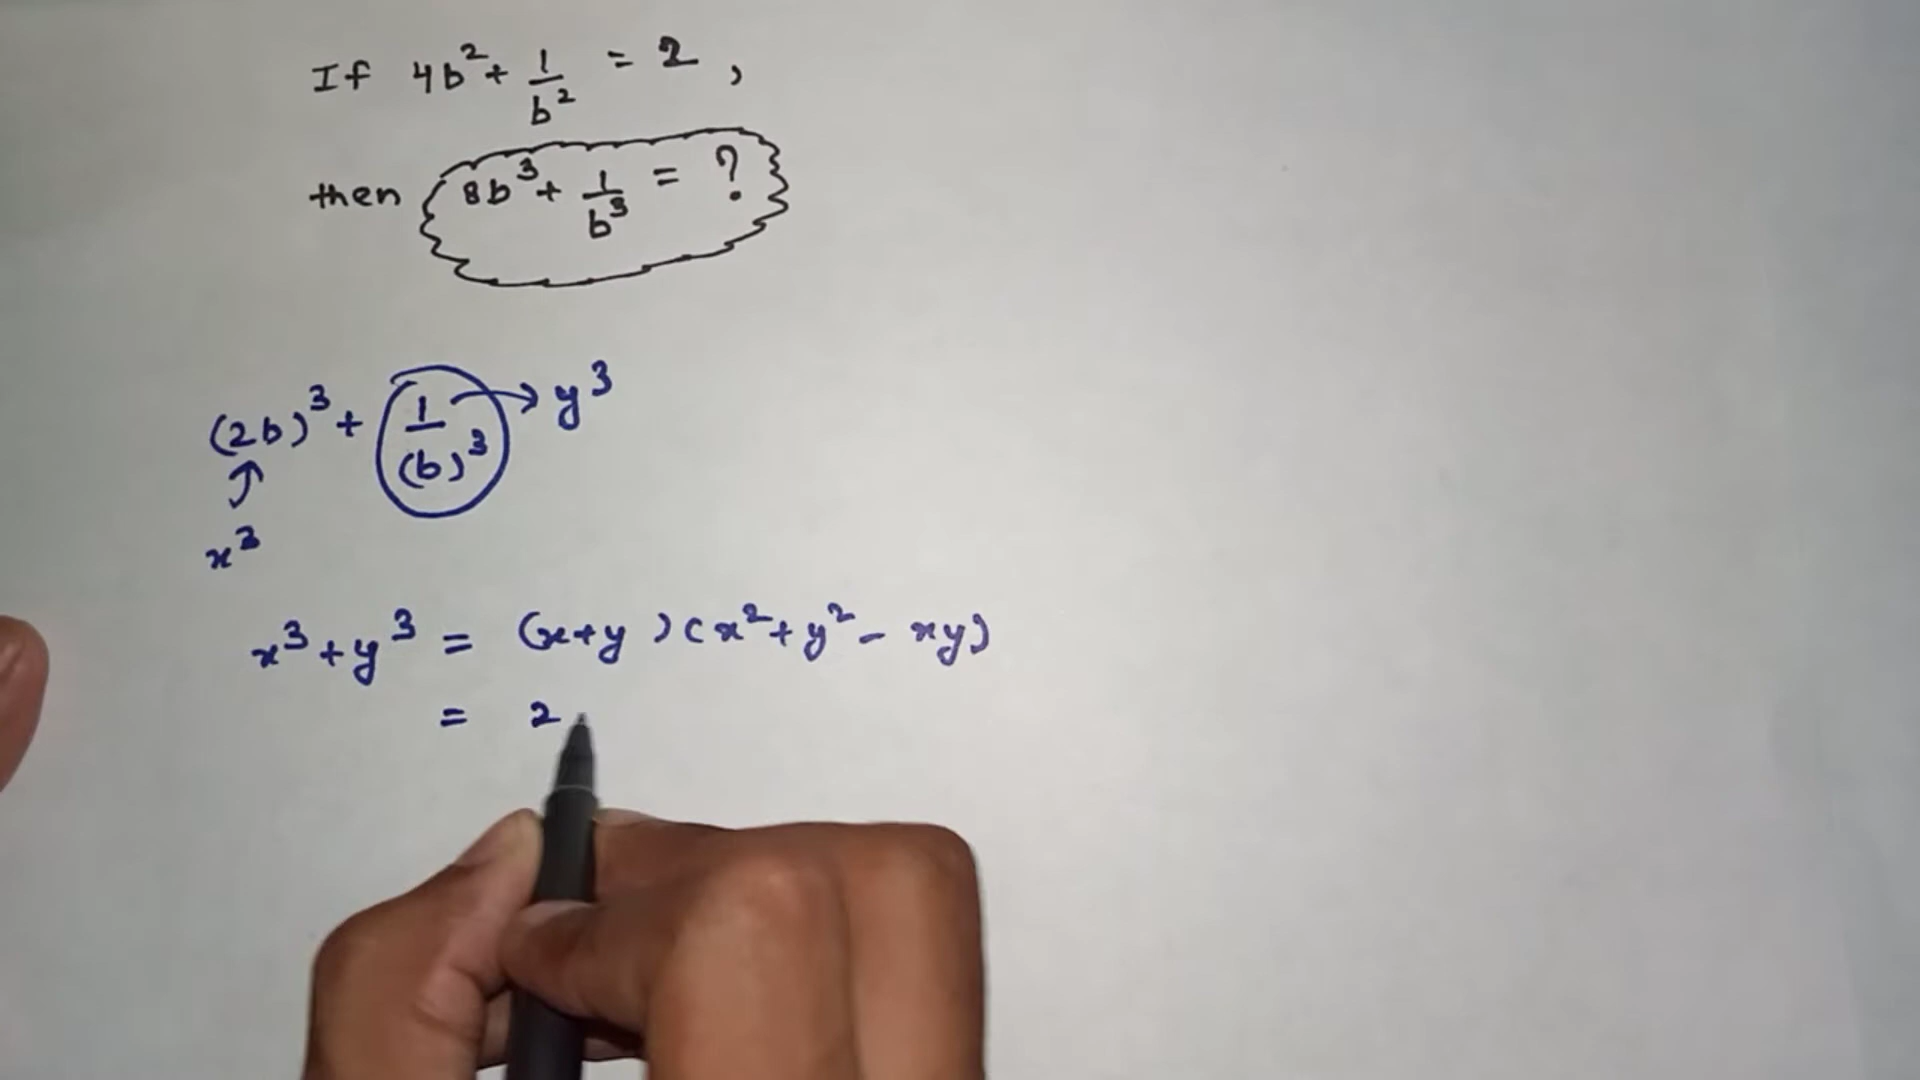 If 4b² + 1/b² = 2,
then 8b³ + 1/b³ = ?
(2b)³ + 1/(b)³ → y³
x³
x³ + y³ = (x+y)(x² + y² - xy)
= 2